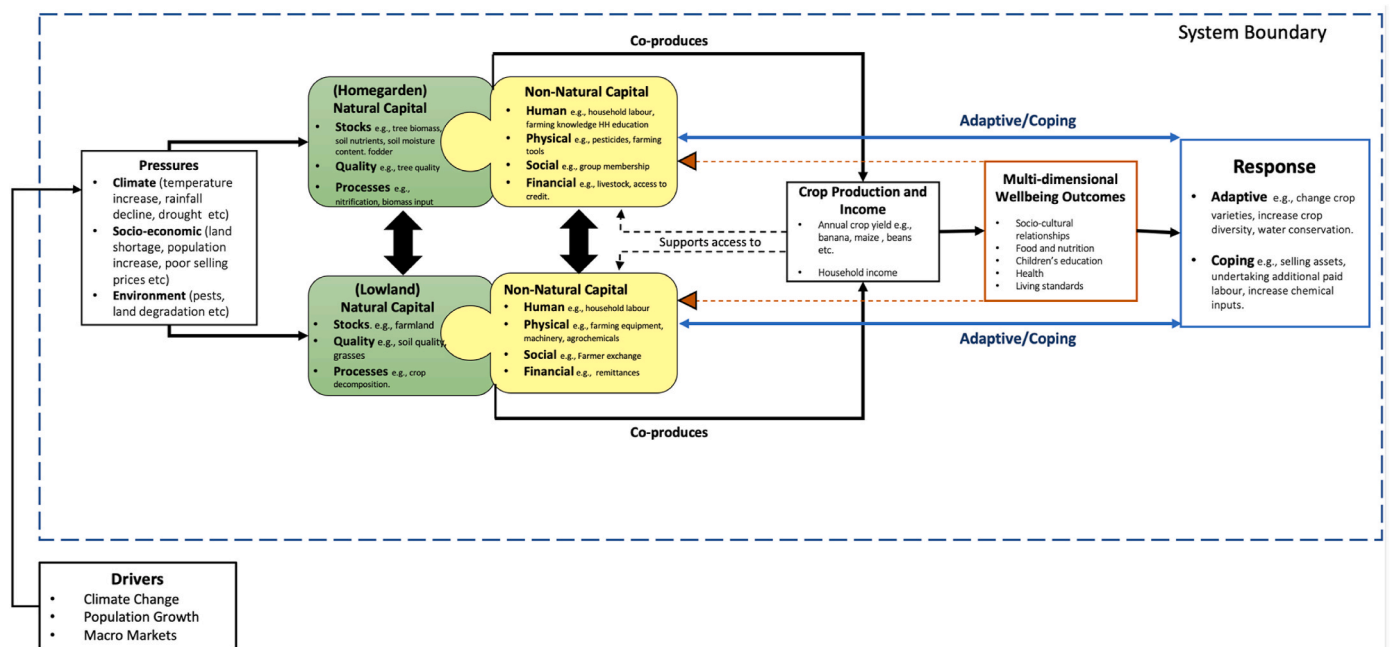 System Boundary
Co-produces
(Homegarden)
Natural Capital
• Stocks e.g., tree biomass,
soil nutrients, soil moisture
content. fodder
• Quality e.g., tree quality
• Processes e.g.,
nitrification, biomass input
Non-Natural Capital
• Human e.g., household labour,
farming knowledge HH education
• Physical e.g., pesticides, farming
tools
• Social e.g., group membership
• Financial e.g., livestock, access to
credit.
Adaptive/Coping
Pressures
• Climate (temperature
increase, rainfall
decline, drought etc)
• Socio-economic (land
shortage, population
increase, poor selling
prices etc)
• Environment (pests,
land degradation etc)
Supports access to
Crop Production and
Income
• Annual crop yield e.g.,
banana, maize , beans
etc.
• Household income
Multi-dimensional
Wellbeing Outcomes
• Socio-cultural
relationships
• Food and nutrition
• Children's education
• Health
• Living standards
Response
• Adaptive e.g., change crop
varieties, increase crop
diversity, water conservation.
• Coping e.g., selling assets,
undertaking additional paid
labour, increase chemical
inputs.
(Lowland)
Natural Capital
• Stocks. e.g., farmland
• Quality e.g., soil quality,
grasses
• Processes e.g., crop
decomposition.
Non-Natural Capital
• Human e.g., household labour
• Physical e.g., farming equipment,
machinery, agrochemicals
• Social e.g., Farmer exchange
• Financial e.g., remittances
Adaptive/Coping
Co-produces
Drivers
• Climate Change
• Population Growth
• Macro Markets